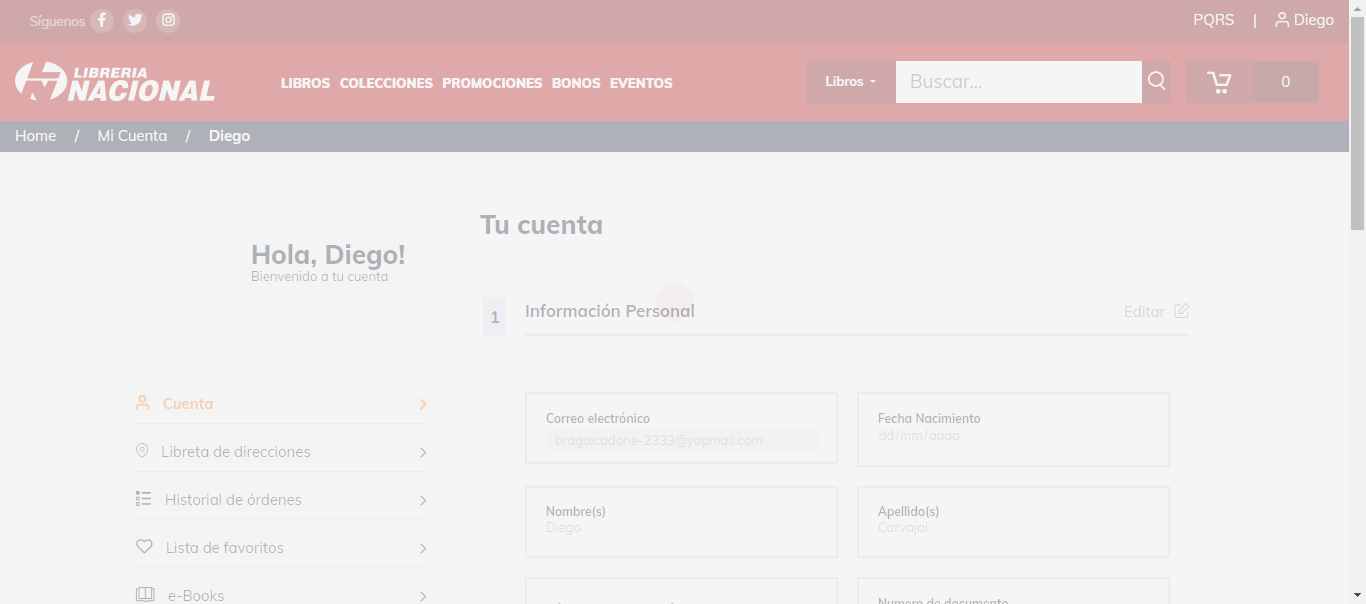 Síguenos
PQRS | Diego
LIBRERIA
NACIONAL
LIBROS COLECCIONES PROMOCIONES BONOS EVENTOS
Libros
Buscar...
0
Home / Mi Cuenta / Diego
Tu cuenta
Hola, Diego!
Bienvenido a tu cuenta
1 Información Personal
Editar
Cuenta
Libreta de direcciones
Historial de órdenes
Lista de favoritos
e-Books
Correo electrónico
bragoicadone-2333@yopmail.com
Fecha Nacimiento
dd/mm/aaaa
Nombre(s)
Diego
Apellido(s)
Carvajal
Numero de documento